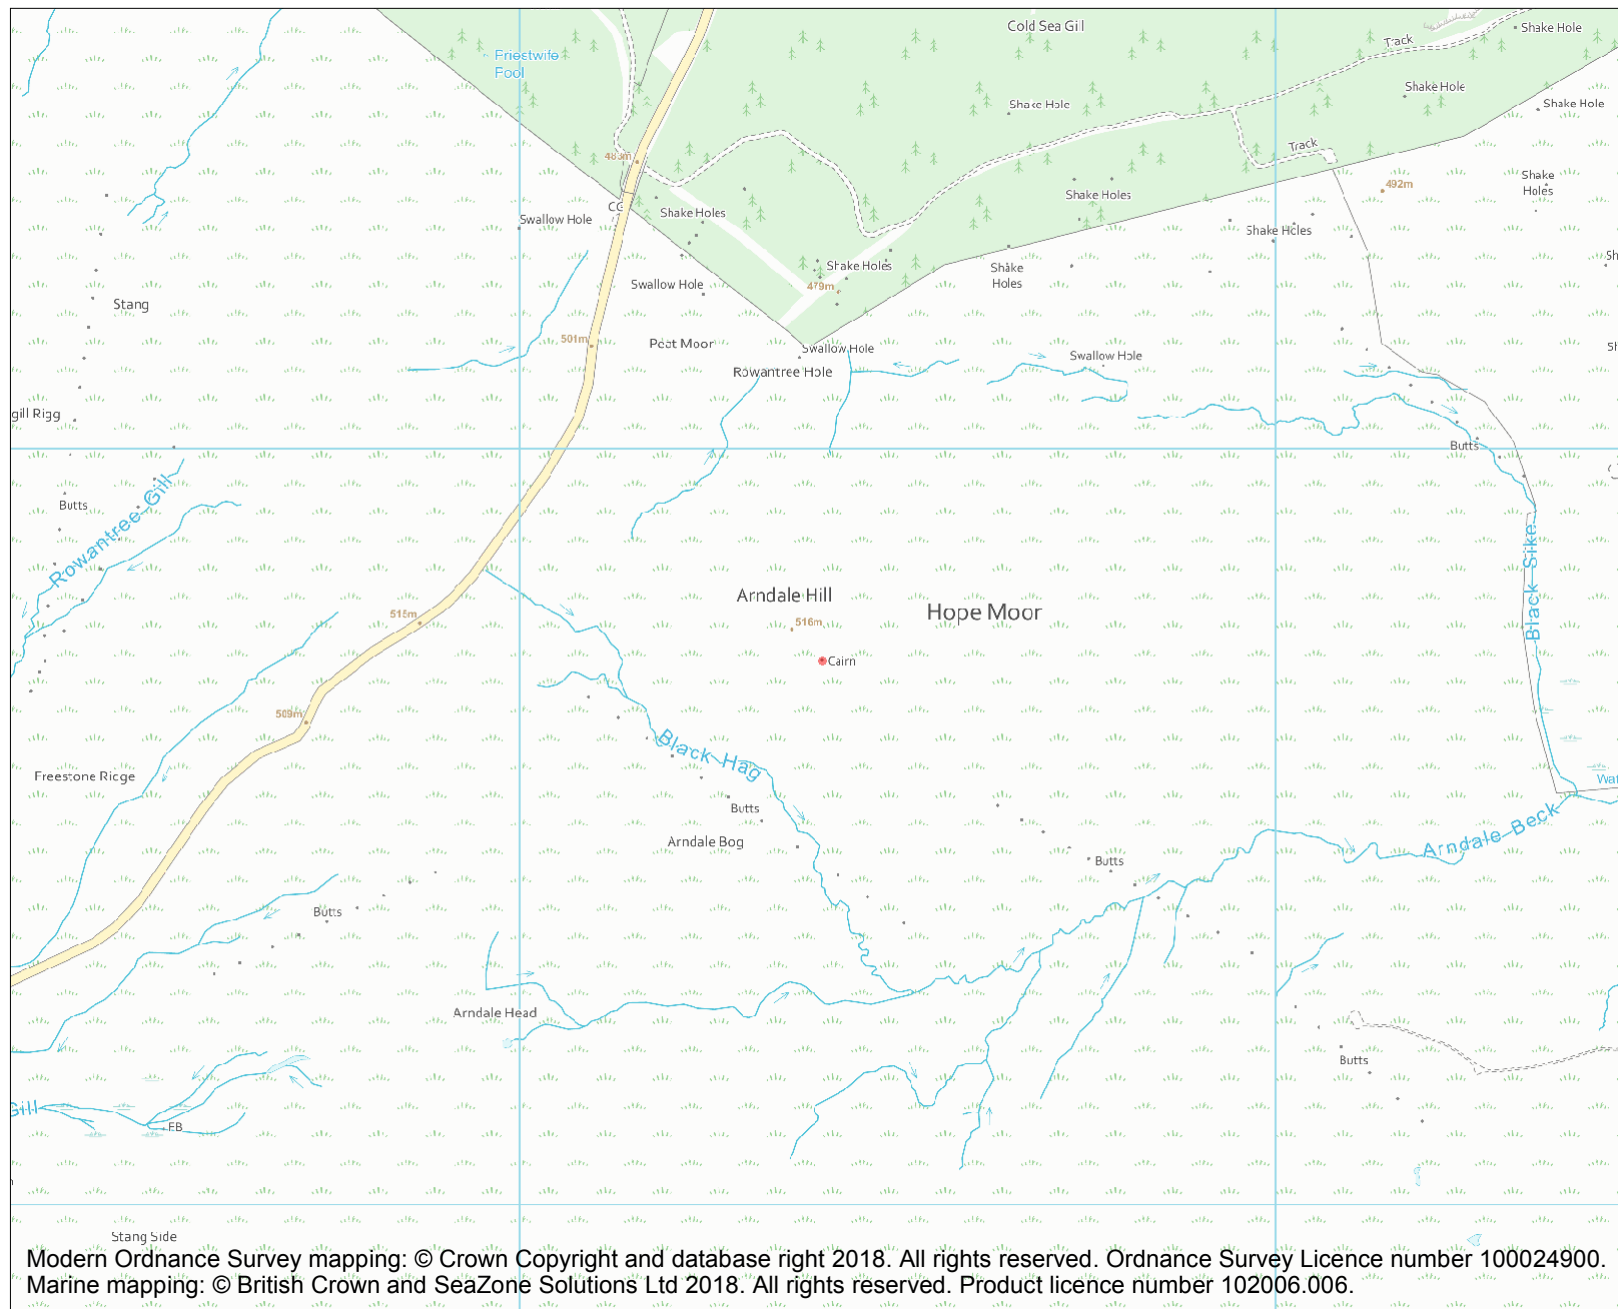 Cold Sea Gill
Shake Hole
Track
Friestwife
Fool
Shake Hole
Shake Hole
Shake Hole
Track
483m
Shake
Holes
492m
Shake Holes
CG
Shake Holes
Swallow Hole
Shake Holes
Shake Holes
Shake
Holes
Swallow Hole
479m
Stang
501m
Peat Moor
Swallow Hole
Swallow Hole
Rowantree Hole
gill Rigg
Butts
Butts
Rowantree Gill
Black Sike
Arndale Hill
Hope Moor
515m
516m
Cairn
509m
Black Hag
Freestone Ridge
Wat
Butts
Arndale Beck
Arndale Bog
Butts
Butts
Arndale Head
Butts
Gill
FB
Stang Side
Modern Ordnance Survey mapping: © Crown Copyright and database right 2018. All rights reserved. Ordnance Survey Licence number 100024900.
Marine mapping: © British Crown and SeaZone Solutions Ltd 2018. All rights reserved. Product licence number 102006.006.